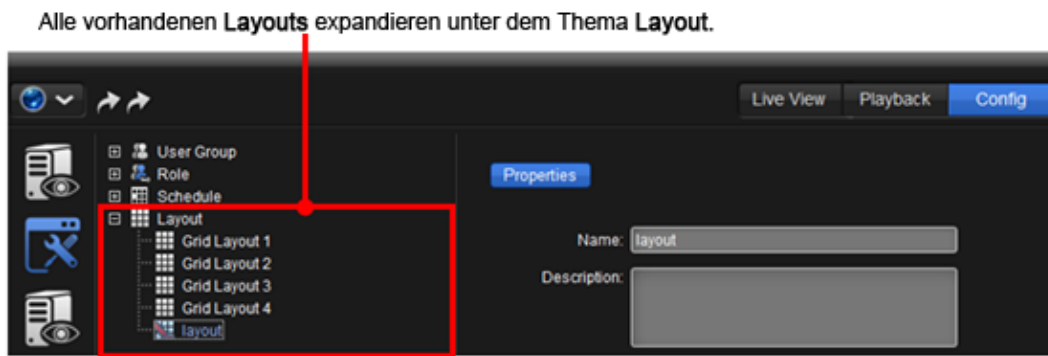 Alle vorhandenen Layouts expandieren unter dem Thema Layout.
Live View Playback Config
User Group
Role
Schedule
Layout
Grid Layout 1
Grid Layout 2
Grid Layout 3
Grid Layout 4
layout
Properties
Name: layout
Description: